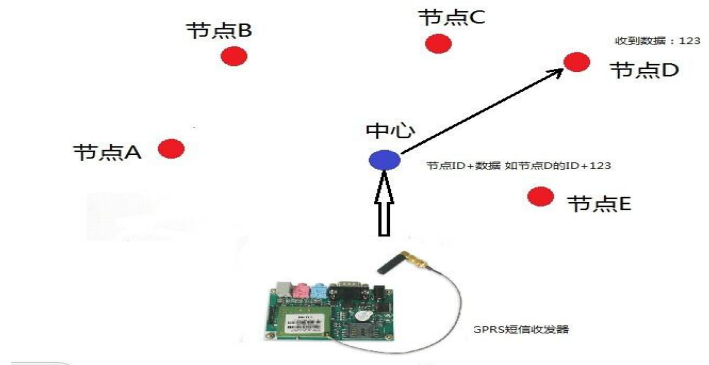 节点C
节点B
收到数据：123
节点D
中心
节点A
节点ID+数据 如节点D的ID+123
节点E
GPRS短信收发器